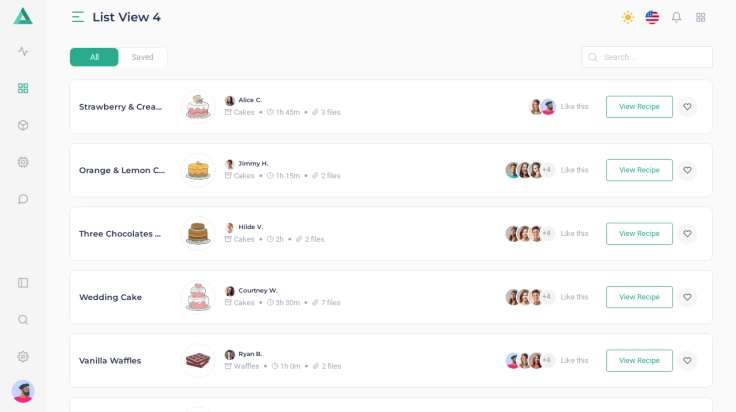 List View 4
All
Saved
Search...
Strawberry & Crea...
Alice C.
Cakes • 1h 45m • 3 files
Like this
View Recipe
Orange & Lemon C...
Jimmy H.
Cakes • 1h 15m • 2 files
+4
Like this
View Recipe
Three Chocolates ...
Hilde V.
Cakes • 2h • 2 files
+4
Like this
View Recipe
Wedding Cake
Courtney W.
Cakes • 3h 30m • 7 files
+4
Like this
View Recipe
Vanilla Waffles
Ryan B.
Waffles • 1h 0m • 2 files
+4
Like this
View Recipe